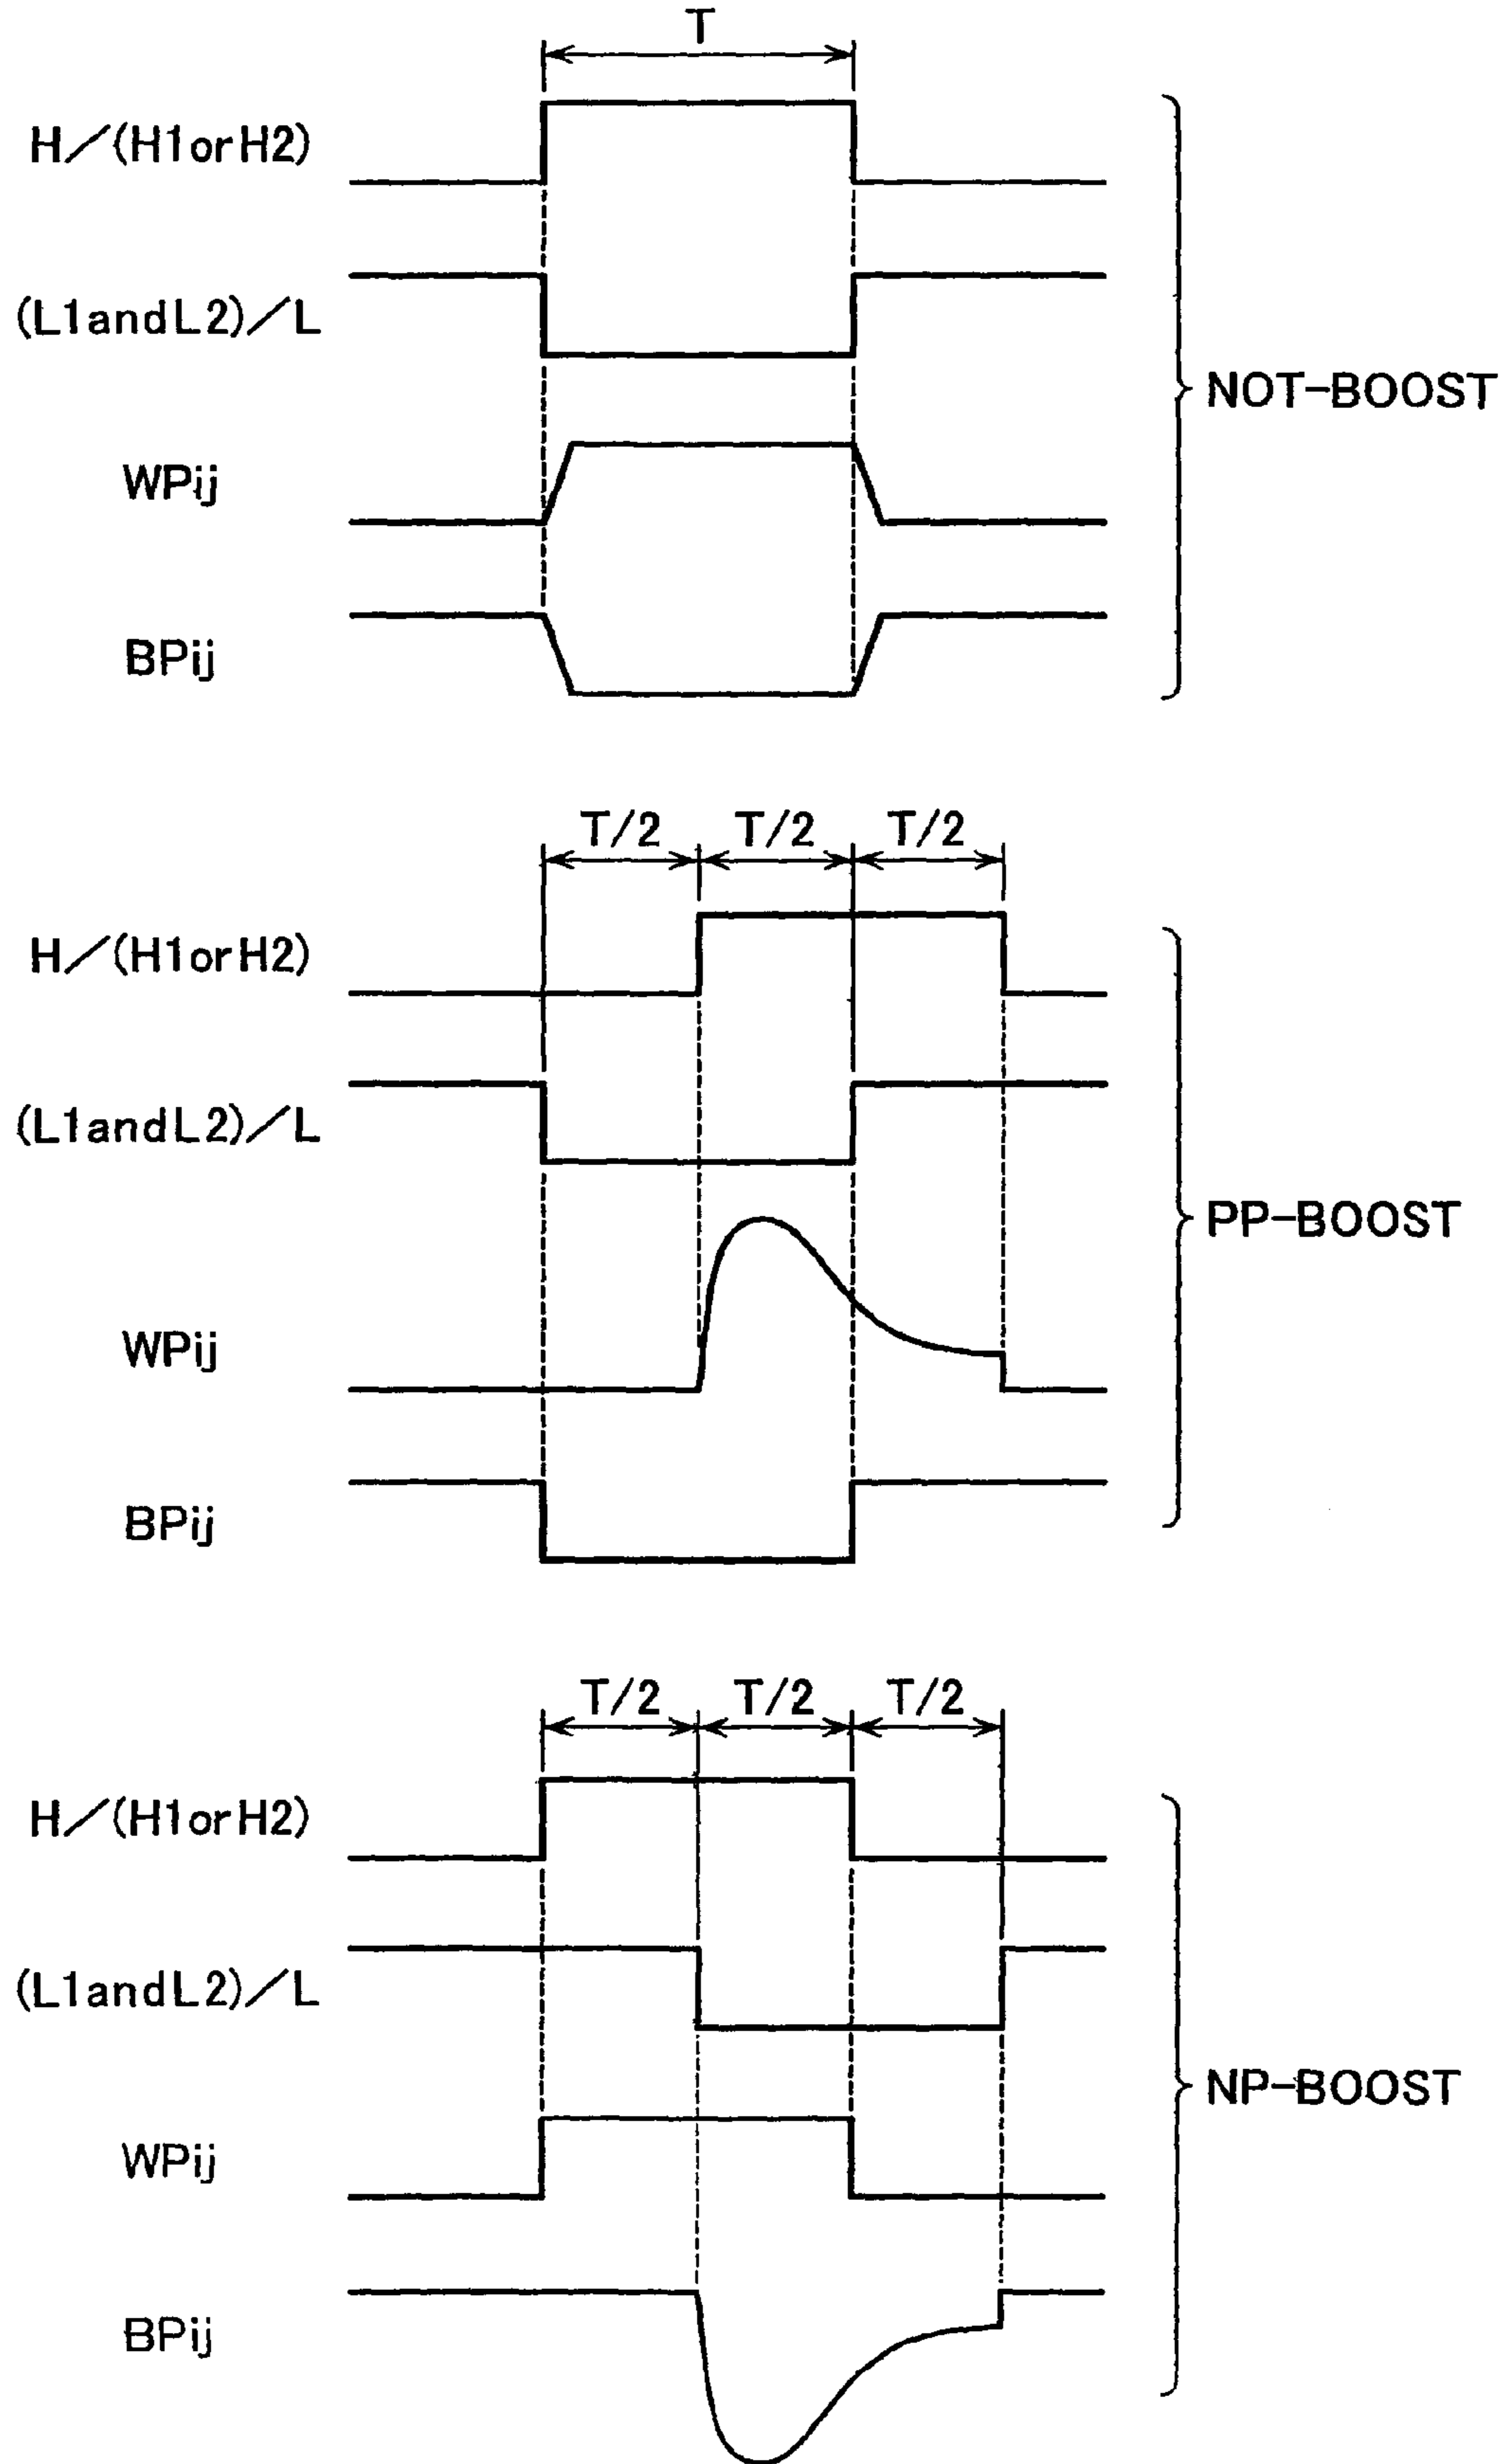 T
H／(H1orH2)
(L1andL2)／L
NOT-BOOST
WPij
BPij
T/2 T/2 T/2
H／(H1orH2)
(L1andL2)／L
PP-BOOST
WPij
BPij
T/2 T/2 T/2
H／(H1orH2)
(L1andL2)／L
NP-BOOST
WPij
BPij